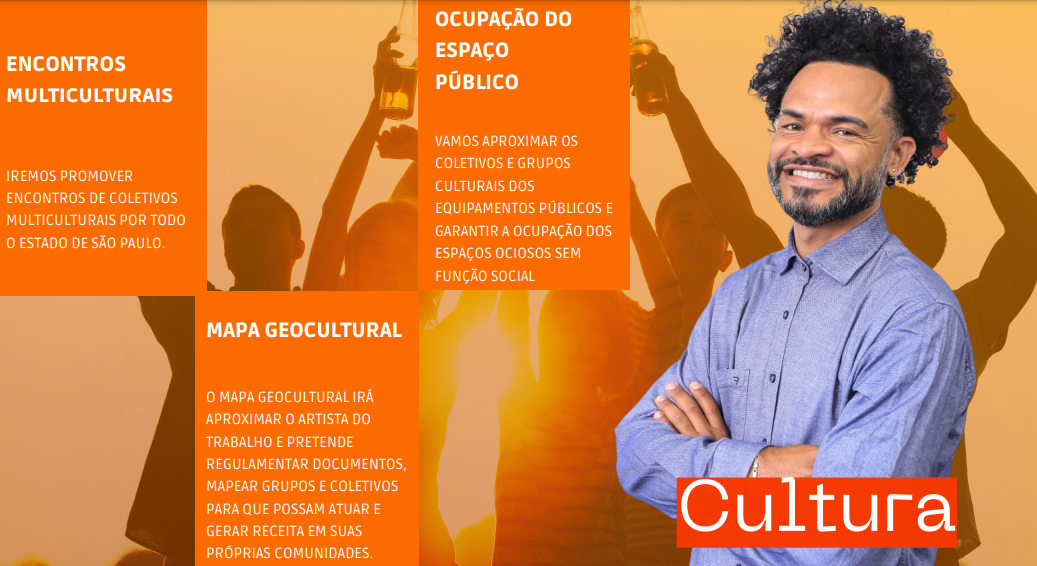 ENCONTROS
MULTICULTURAIS
IREMOS PROMOVER
ENCONTROS DE COLETIVOS
MULTICULTURAIS POR TODO
O ESTADO DE SÃO PAULO.
OCUPAÇÃO DO
ESPAÇO
PÚBLICO
VAMOS APROXIMAR OS
COLETIVOS E GRUPOS
CULTURAIS DOS
EQUIPAMENTOS PÚBLICOS E
GARANTIR A OCUPAÇÃO DOS
ESPAÇOS OCIOSOS SEM
FUNÇÃO SOCIAL
MAPA GEOCULTURAL
O MAPA GEOCULTURAL IRÁ
APROXIMAR O ARTISTA DO
TRABALHO E PRETENDE
REGULAMENTAR DOCUMENTOS,
MAPEAR GRUPOS E COLETIVOS
PARA QUE POSSAM ATUAR E
GERAR RECEITA EM SUAS
PRÓPRIAS COMUNIDADES.
Cultura